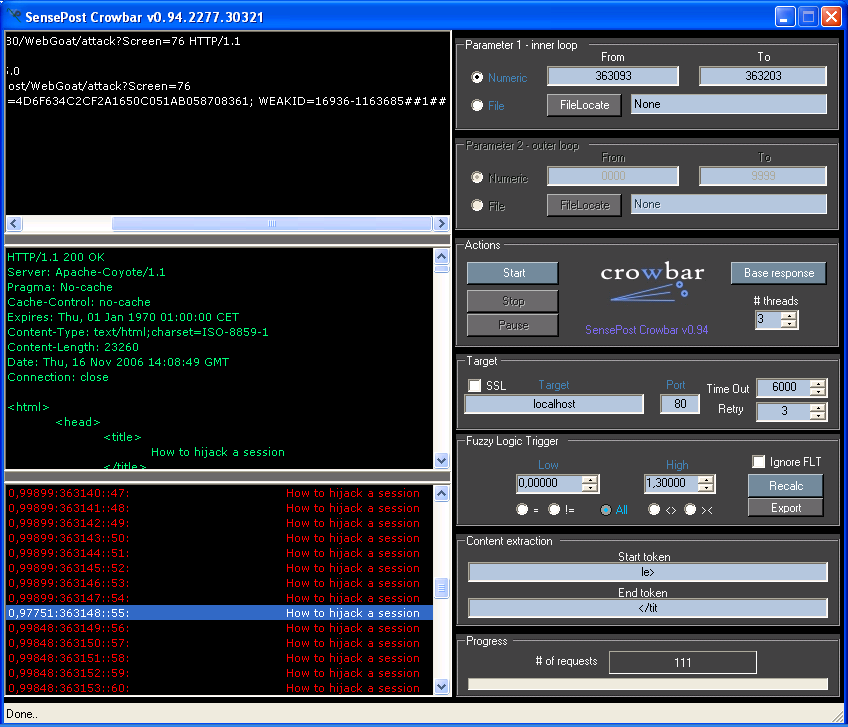 SensePost Crowbar v0.94.2277.30321
30/WebGoat/attack?Screen=76 HTTP/1.1
5.0
ost/WebGoat/attack?Screen=76
=4D6F634C2CF2A1650C051AB058708361; WEAKID=16936-1163685##1##
HTTP/1.1 200 OK
Server: Apache-Coyote/1.1
Pragma: No-cache
Cache-Control: no-cache
Expires: Thu, 01 Jan 1970 01:00:00 CET
Content-Type: text/html;charset=ISO-8859-1
Content-Length: 23260
Date: Thu, 16 Nov 2006 14:08:49 GMT
Connection: close
<html>
<head>
<title>
How to hijack a session
</title>
0,99899:363140::47: How to hijack a session
0,99899:363141::48: How to hijack a session
0,99899:363142::49: How to hijack a session
0,99899:363143::50: How to hijack a session
0,99899:363144::51: How to hijack a session
0,99899:363145::52: How to hijack a session
0,99899:363146::53: How to hijack a session
0,99899:363147::54: How to hijack a session
0,97751:363148::55: How to hijack a session
0,99848:363149::56: How to hijack a session
0,99848:363150::57: How to hijack a session
0,99848:363151::58: How to hijack a session
0,99848:363152::59: How to hijack a session
0,99848:363153::60: How to hijack a session
Parameter 1 - inner loop
From To
Numeric 363093 363203
File FileLocate None
Parameter 2 - outer loop
From To
Numeric 0000 9999
File FileLocate None
Actions
Start crowbar Base response
Stop # threads
Pause SensePost Crowbar v0.94 3
Target
SSL Target Port Time Out 6000
localhost 80 Retry 3
Fuzzy Logic Trigger
Low High Ignore FLT
0,00000 1,30000 Recalc
= != All <> >< Export
Content extraction
Start token
le>
End token
</tit
Progress
# of requests 111
Done..